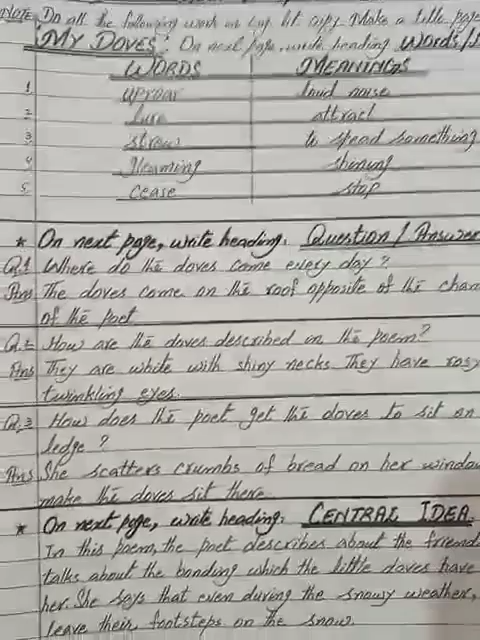 NOTE: Do all the following work on Eng lit copy. Make a title page
"MY DOVES". On next page, write heading Words/
WORDS MEANINGS
1 uproar loud noise
2 lure attract
3 strew to spead something
4 gleaming shining
5 cease stop
* On next page, write heading. Question / Answer
Q.1 Where do the doves come every day?
Ans The doves come on the roof opposite of the cham
of the poet
Q.2 How are the doves described in the poem?
Ans They are white with shiny necks. They have rosy
twinkling eyes.
Q.3 How does the poet get the doves to sit on
ledge?
Ans She scatters crumbs of bread on her window
make the doves sit there
* On next page, write heading. CENTRAL IDEA.
In this poem, the poet describes about the friend
talks about the bonding which the little doves have
her. She says that even during the snowy weather,
leave their footsteps on the snow.